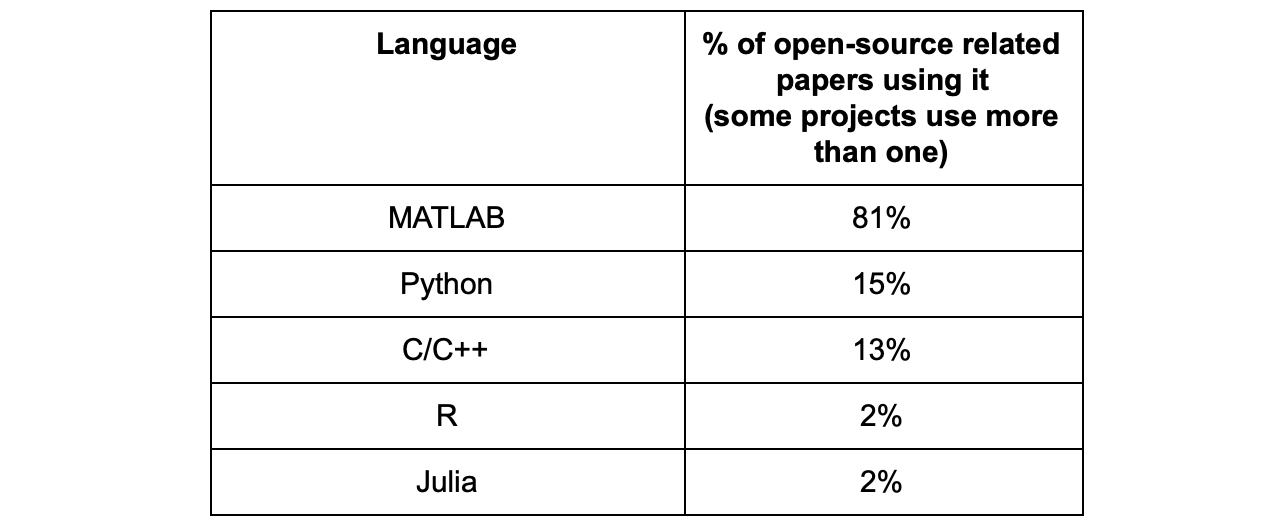 Language
% of open-source related
papers using it
(some projects use more
than one)
MATLAB 81%
Python 15%
C/C++ 13%
R 2%
Julia 2%